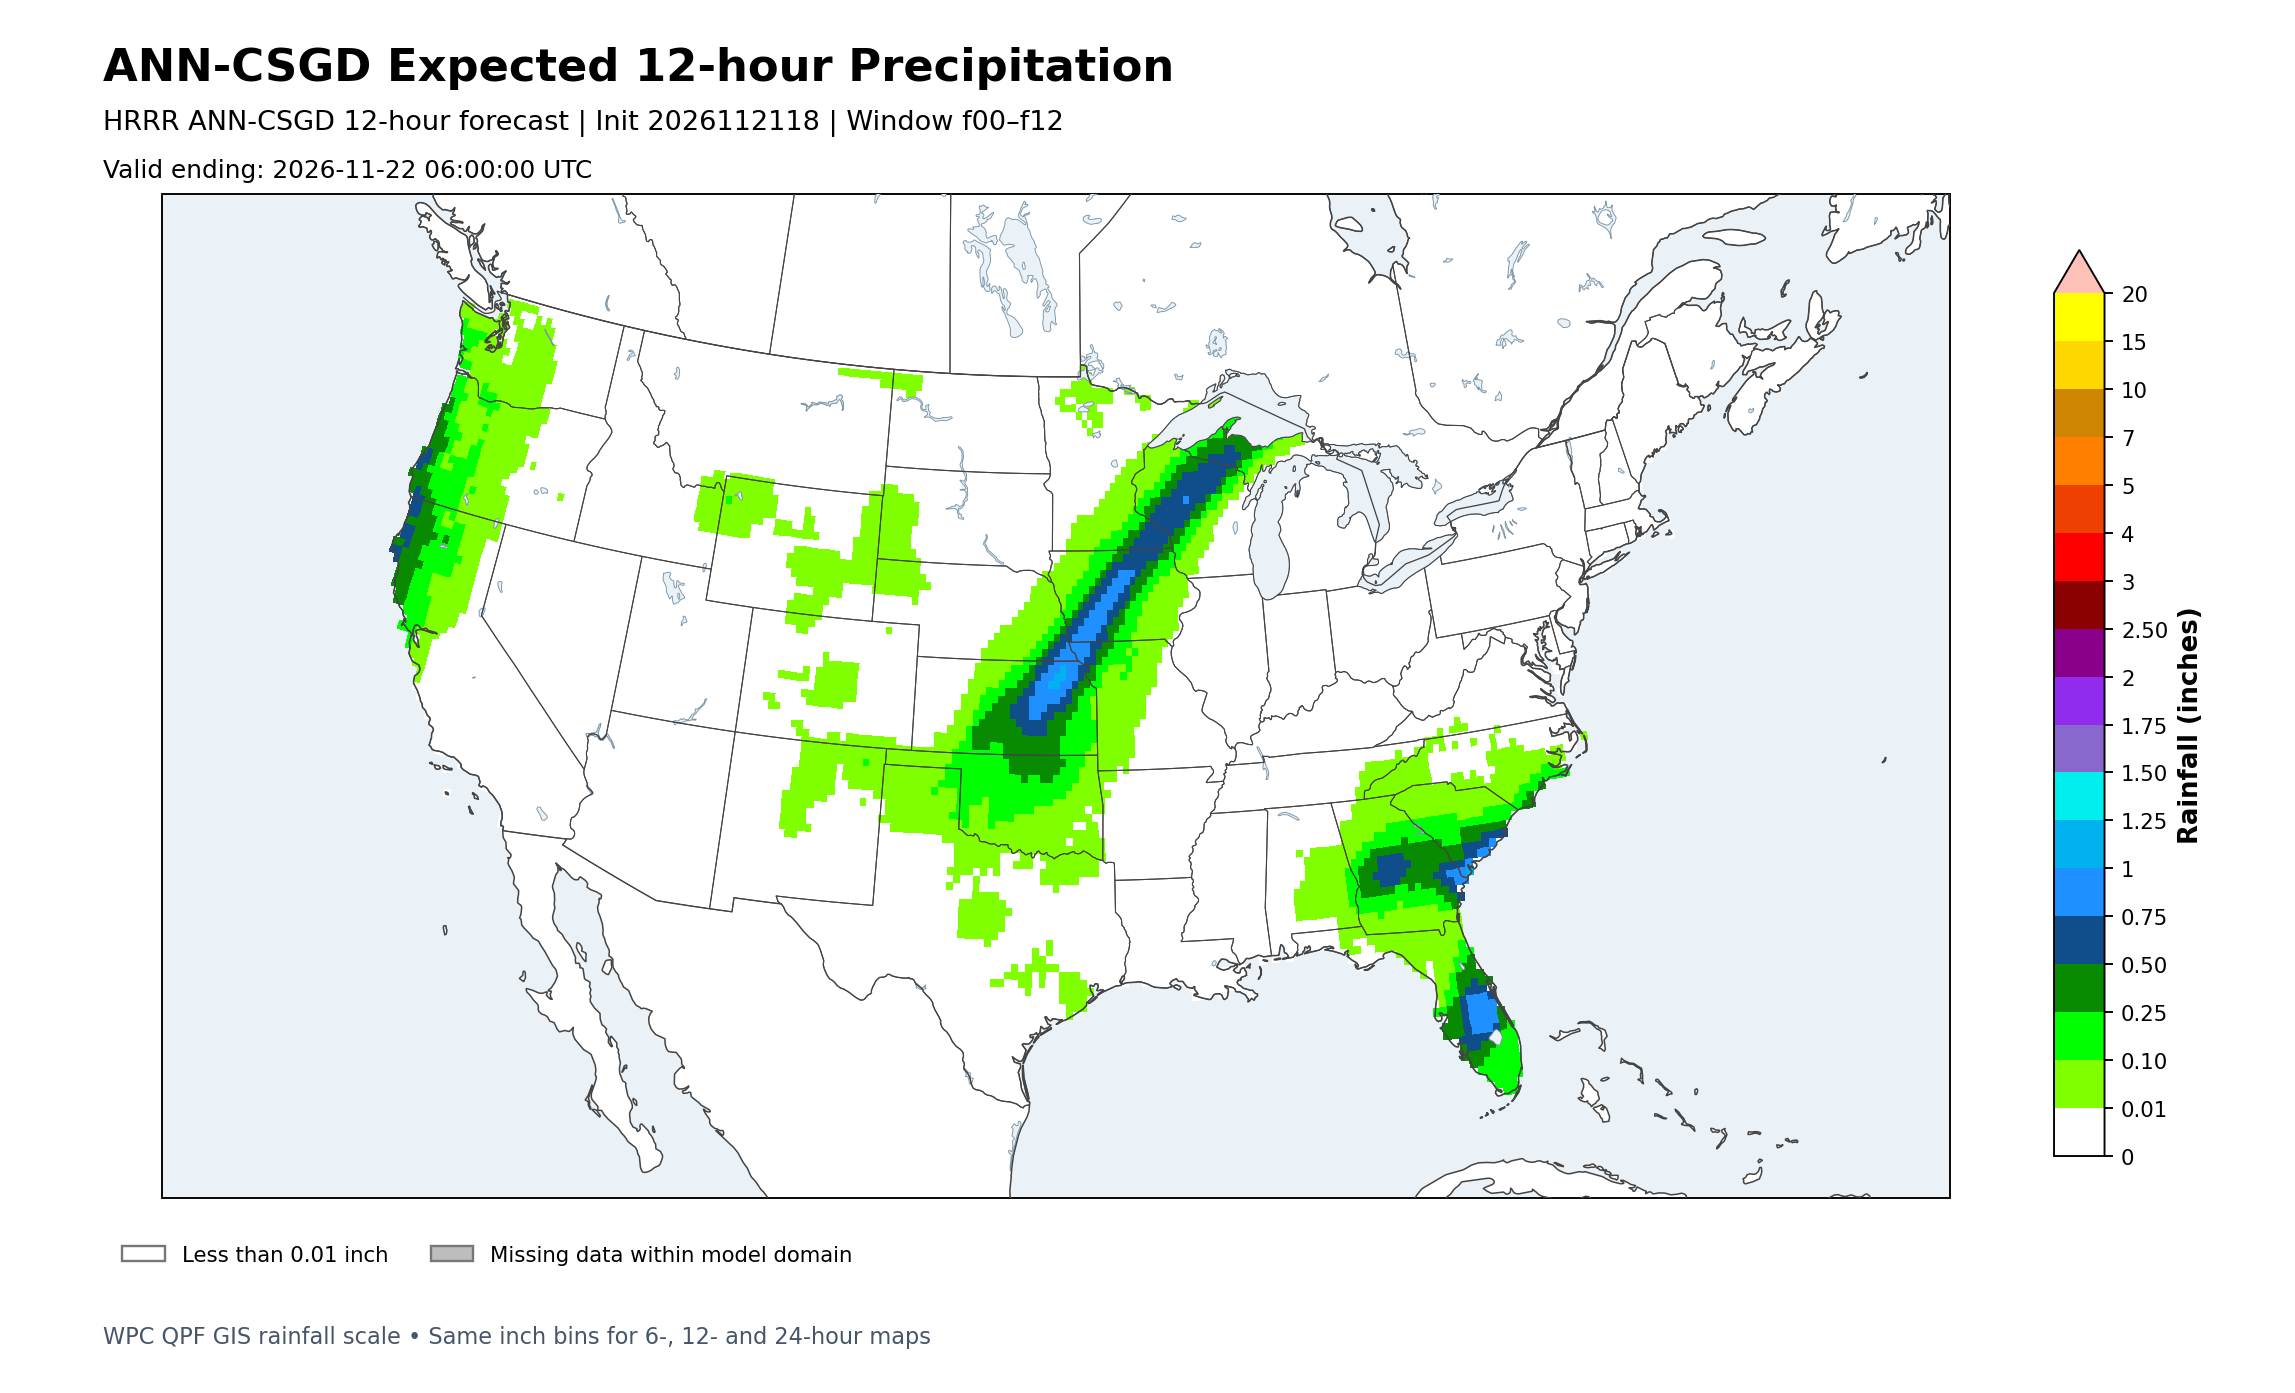 ANN-CSGD Expected 12-hour Precipitation
HRRR ANN-CSGD 12-hour forecast | Init 2026112118 | Window f00–f12
Valid ending: 2026-11-22 06:00:00 UTC
20
15
10
7
5
4
3
2.50
2
1.75
1.50
1.25
1
0.75
0.50
0.25
0.10
0.01
0
Rainfall (inches)
Less than 0.01 inch
Missing data within model domain
WPC QPF GIS rainfall scale • Same inch bins for 6-, 12- and 24-hour maps